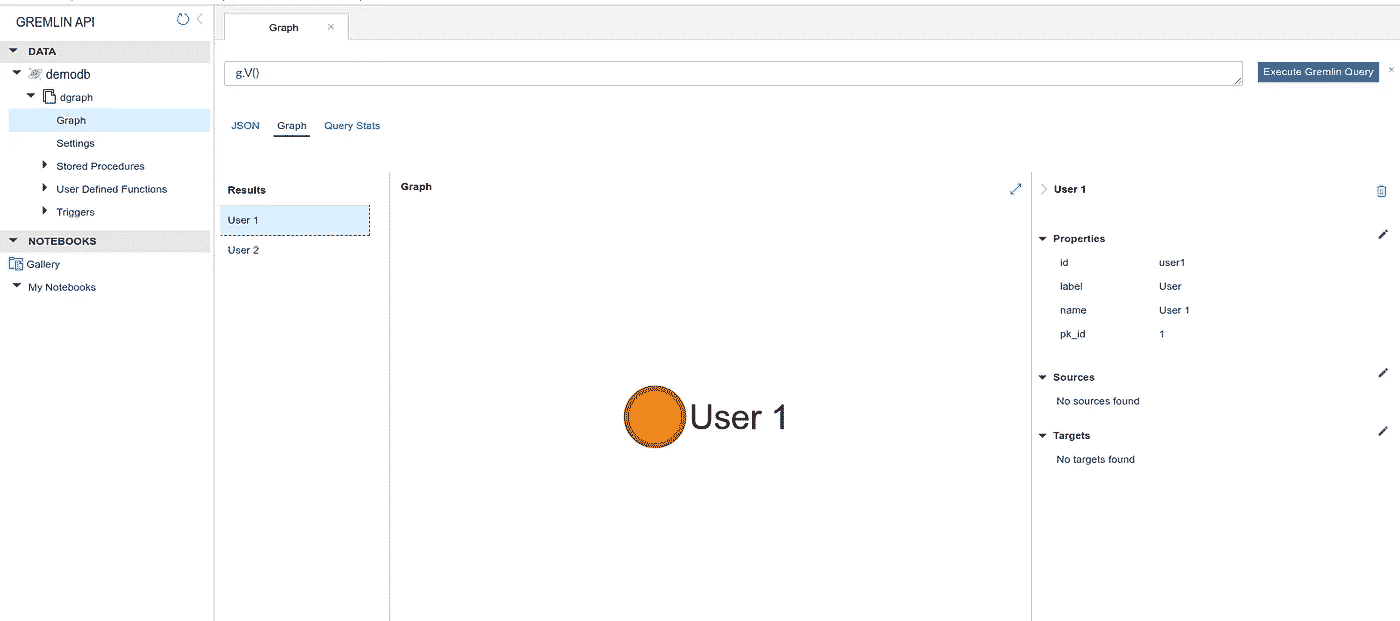 GREMLIN API
DATA
demodb
dgraph
Graph
Settings
Stored Procedures
User Defined Functions
Triggers
NOTEBOOKS
Gallery
My Notebooks
Graph
g.V()
Execute Gremlin Query
JSON Graph Query Stats
Results
User 1
User 2
Graph
User 1
User 1
Properties
id user1
label User
name User 1
pk_id 1
Sources
No sources found
Targets
No targets found